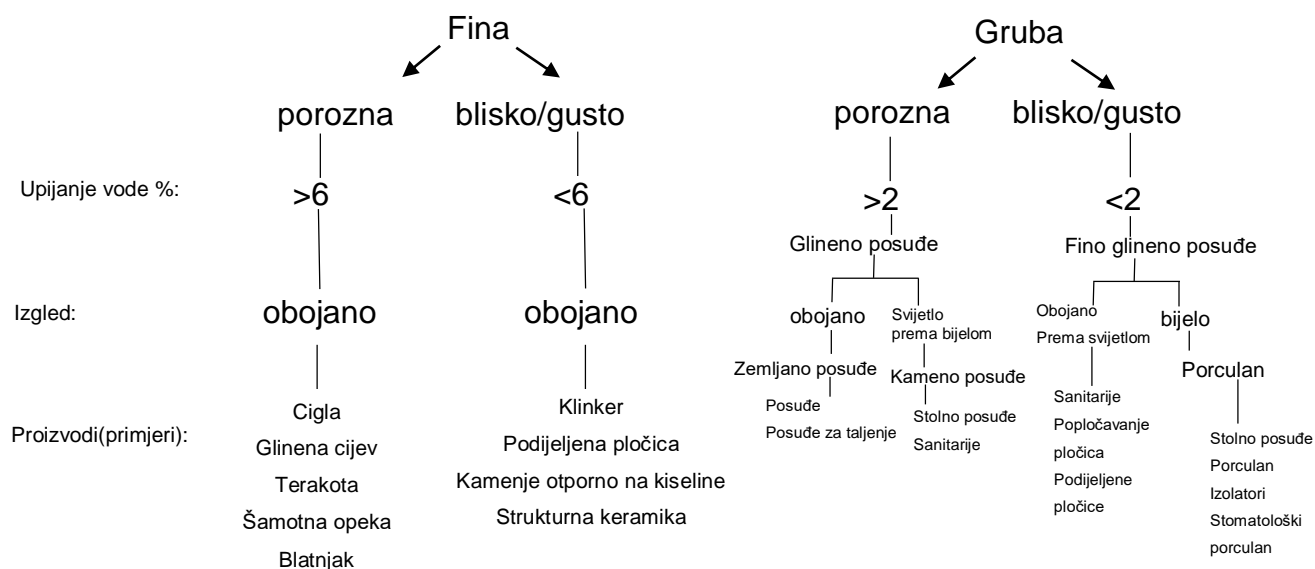 Fina
Gruba
porozna
blisko/gusto
porozna
blisko/gusto
Upijanje vode %:
>6
<6
>2
<2
Glineno posuđe
Fino glineno posuđe
Izgled:
obojano
obojano
obojano
Svijetlo
prema bijelom
Obojano
Prema svijetlom
bijelo
Zemljano posuđe
Kameno posuđe
Porculan
Proizvodi(primjeri):
Cigla
Glinena cijev
Terakota
Šamotna opeka
Blatnjak
Klinker
Podijeljena pločica
Kamenje otporno na kiseline
Strukturna keramika
Posuđe
Posuđe za taljenje
Stolno posuđe
Sanitarije
Sanitarije
Popločavanje
pločica
Podijeljene
pločice
Stolno posuđe
Porculan
Izolatori
Stomatološki
porculan